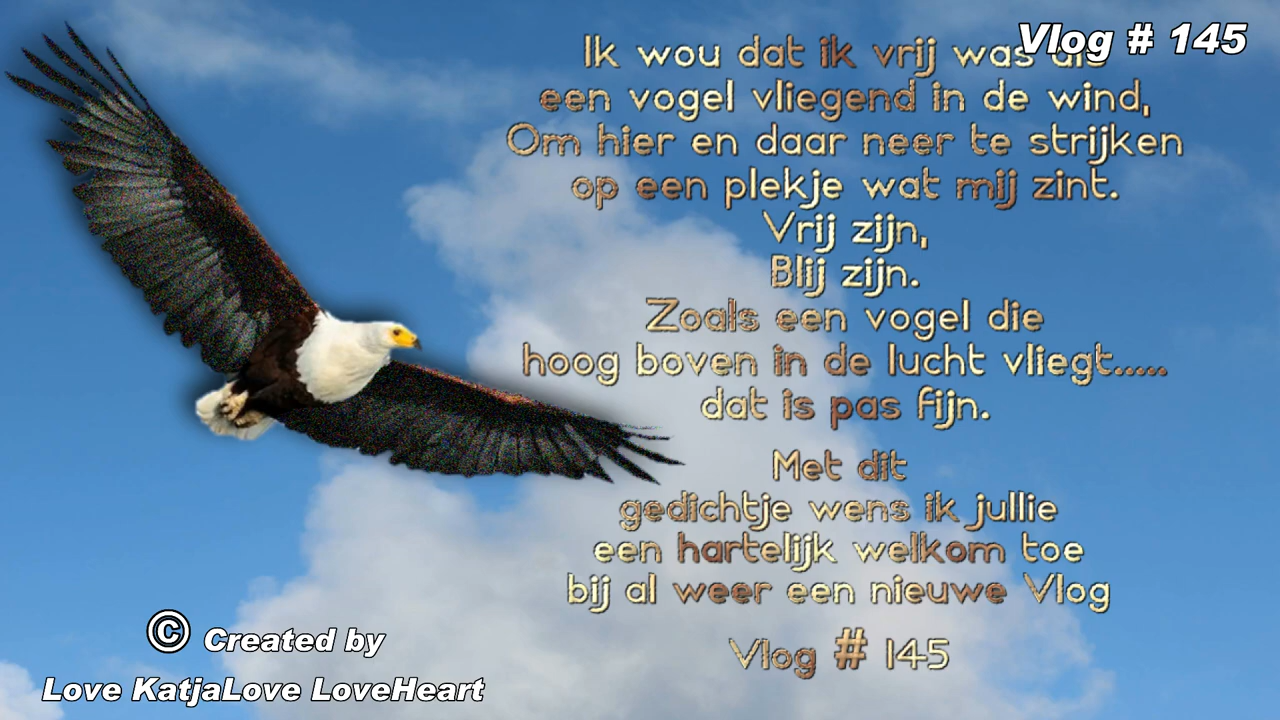 Vlog # 145
Ik wou dat ik vrij was als
een vogel vliegend in de wind,
Om hier en daar neer te strijken
op een plekje wat mij zint.
Vrij zijn,
Blij zijn.
Zoals een vogel die
hoog boven in de lucht vliegt.....
dat is pas fijn.
Met dit
gedichtje wens ik jullie
een hartelijk welkom toe
bij al weer een nieuwe Vlog
Vlog # 145
© Created by
Love KatjaLove LoveHeart